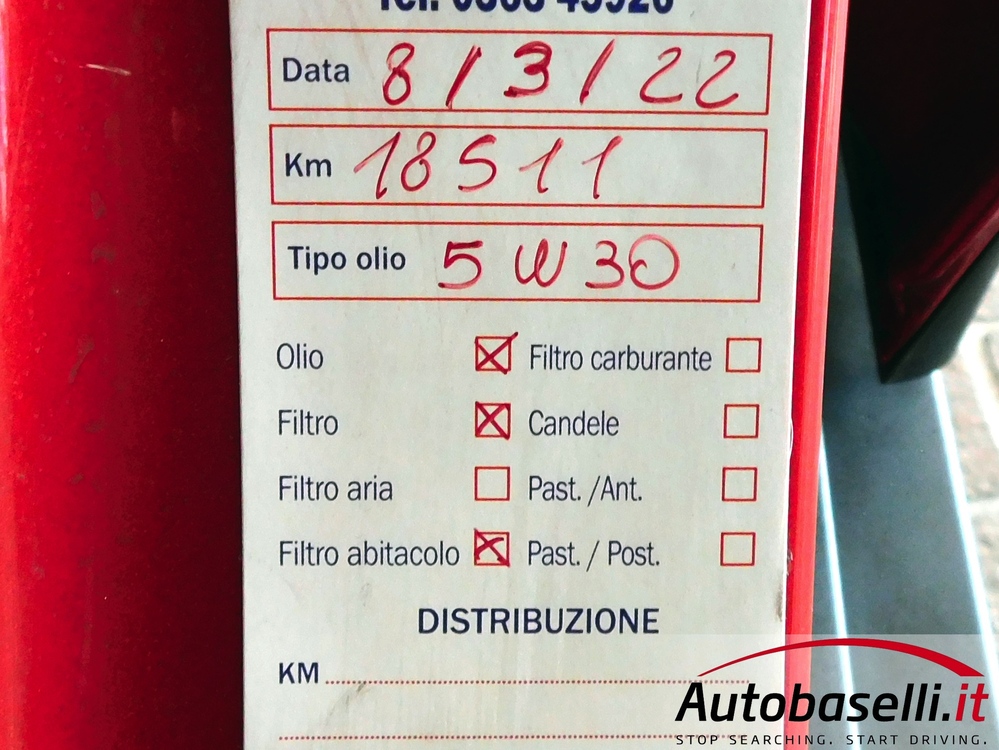 Data 8/3/22
Km 18511
Tipo olio 5W30
Olio Filtro carburante
Filtro Candele
Filtro aria Past. /Ant.
Filtro abitacolo Past. / Post.
DISTRIBUZIONE
KM
Autobaselli.it
STOP SEARCHING. START DRIVING.